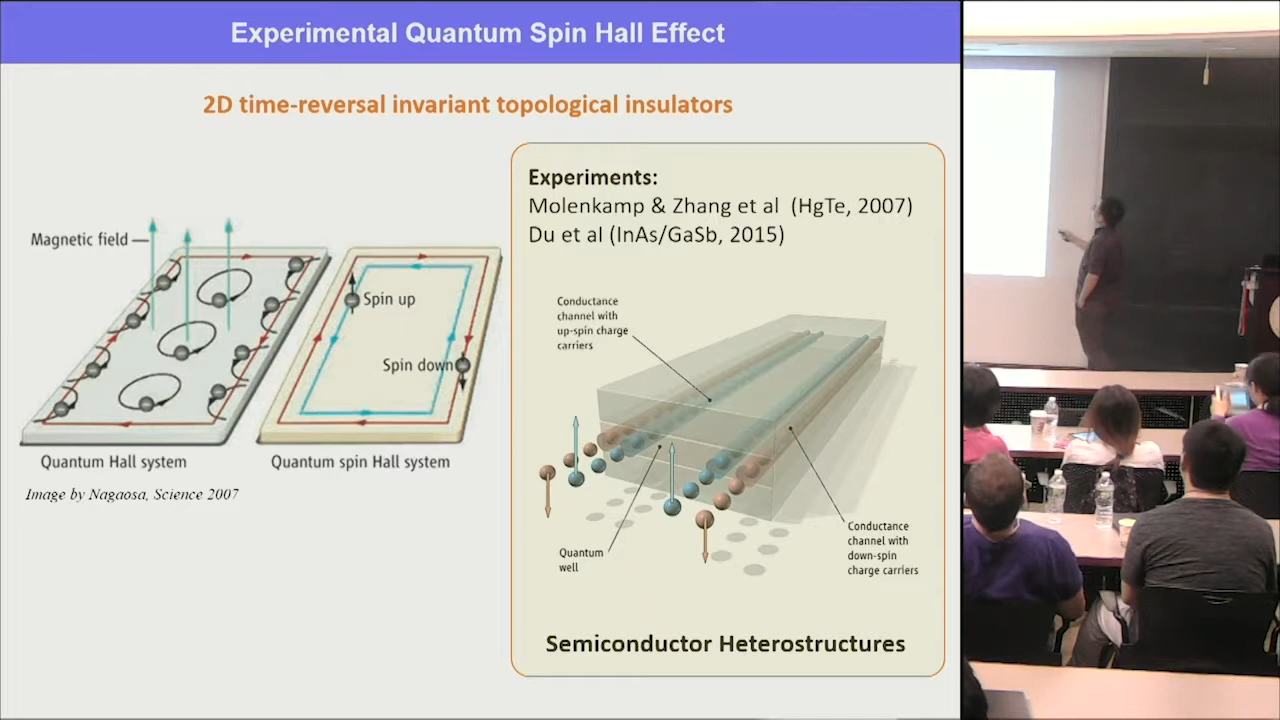 Experimental Quantum Spin Hall Effect
2D time-reversal invariant topological insulators
Magnetic field
Quantum Hall system
Spin up
Spin down
Quantum spin Hall system
Image by Nagaosa, Science 2007
Experiments:
Molenkamp & Zhang et al (HgTe, 2007)
Du et al (InAs/GaSb, 2015)
Conductance
channel with
up-spin charge
carriers
Quantum
well
Conductance
channel with
down-spin
charge carriers
Semiconductor Heterostructures